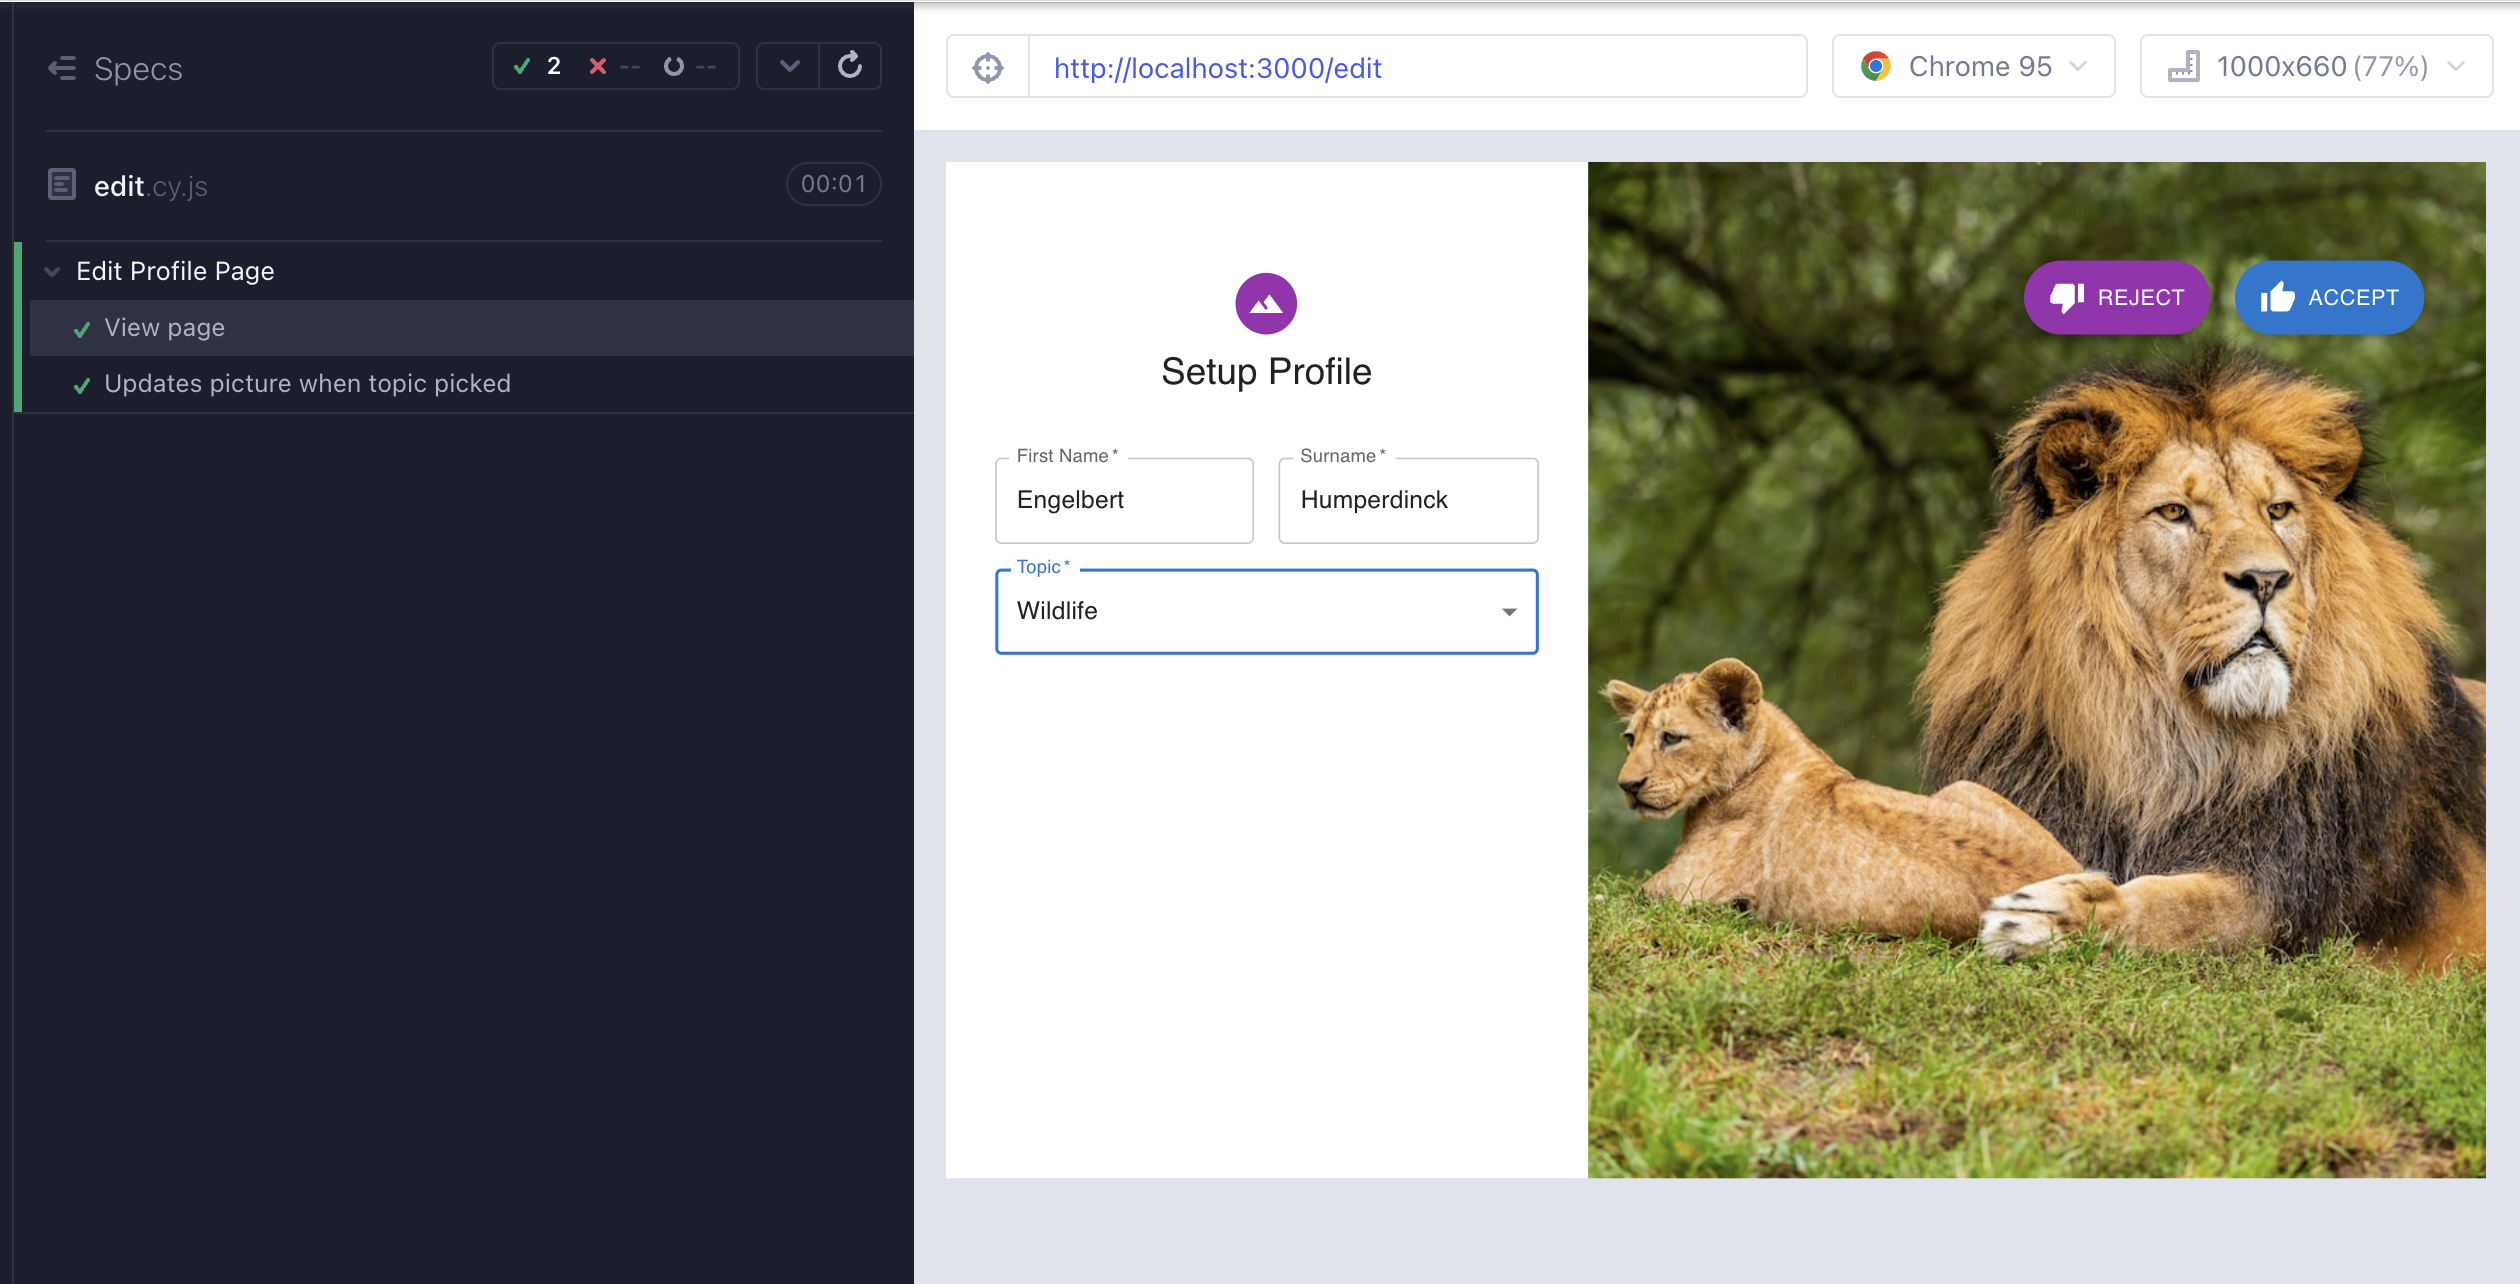 Specs
2 -- --
edit.cy.js 00:01
Edit Profile Page
View page
Updates picture when topic picked
http://localhost:3000/edit
Chrome 95
1000x660 (77%)
Setup Profile
First Name *
Engelbert
Surname *
Humperdinck
Topic *
Wildlife
REJECT
ACCEPT